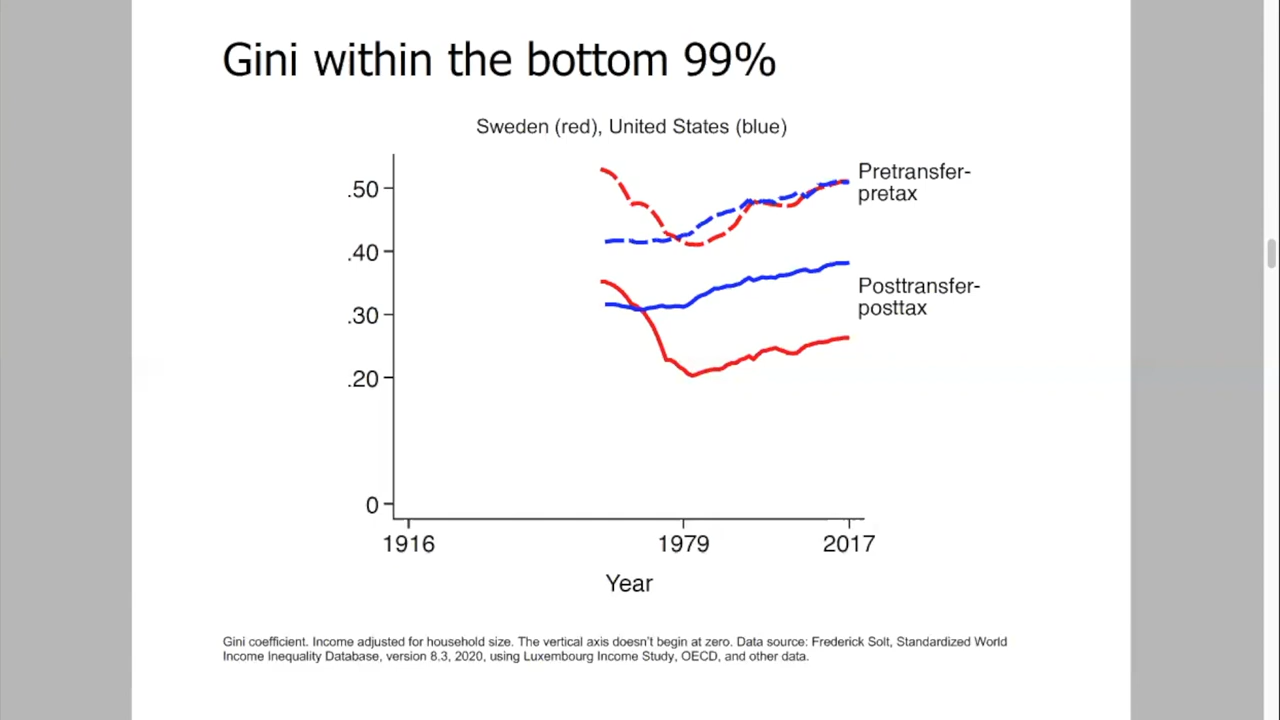 Gini within the bottom 99%
Sweden (red), United States (blue)
.50
.40
.30
.20
0
Pretransfer-
pretax
Posttransfer-
posttax
1916 1979 2017
Year
Gini coefficient. Income adjusted for household size. The vertical axis doesn't begin at zero. Data source: Frederick Solt, Standardized World
Income Inequality Database, version 8.3, 2020, using Luxembourg Income Study, OECD, and other data.